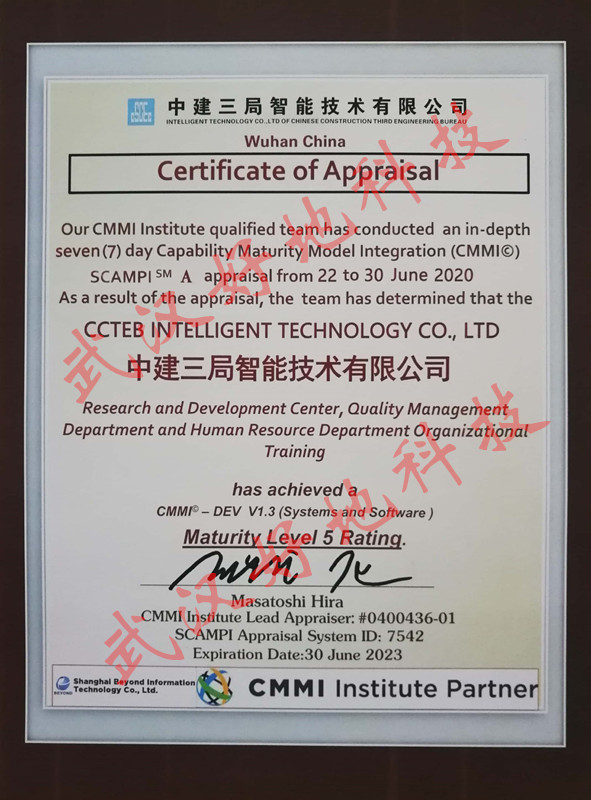 中建三局智能技术有限公司
INTELLIGENT TECHNOLOGY CO.,LTD OF CHINESE CONSTRUCTION THIRD ENGINEERING BUREAU
Wuhan China
Certificate of Appraisal
Our CMMI Institute qualified team has conducted an in-depth
seven (7) day Capability Maturity Model Integration (CMMI©)
SCAMPI SM A appraisal from 22 to 30 June 2020
As a result of the appraisal, the team has determined that the
CCTEB INTELLIGENT TECHNOLOGY CO., LTD
中建三局智能技术有限公司
Research and Development Center, Quality Management
Department and Human Resource Department Organizational
Training
has achieved a
CMMI© – DEV V1.3 (Systems and Software )
Maturity Level 5 Rating.
Masatoshi Hira
CMMI Institute Lead Appraiser: #0400436-01
SCAMPI Appraisal System ID: 7542
Expiration Date:30 June 2023
BEYOND
Shanghai Beyond Information
Technology Co., Ltd.
CMMI Institute Partner
武汉好地科技
武汉好地科技